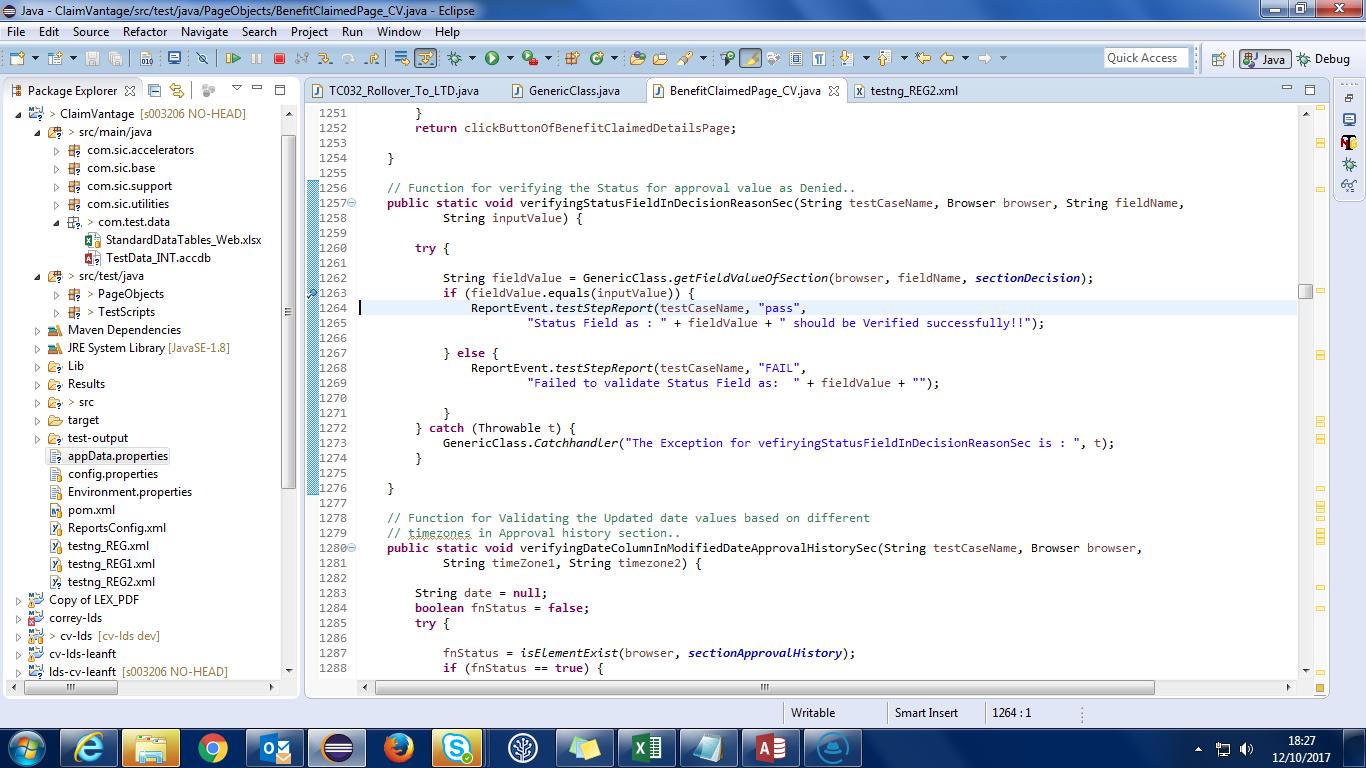 Java - ClaimVantage/src/test/java/PageObjects/BenefitClaimedPage_CV.java - Eclipse
File Edit Source Refactor Navigate Search Project Run Window Help
Quick Access
Java
Debug
Package Explorer
TC032_Rollover_To_LTD.java
GenericClass.java
BenefitClaimedPage_CV.java
testng_REG2.xml
> ClaimVantage [s003206 NO-HEAD]
> src/main/java
com.sic.accelerators
com.sic.base
com.sic.support
com.sic.utilities
> com.test.data
StandardDataTables_Web.xlsx
TestData_INT.accdb
> src/test/java
> PageObjects
> TestScripts
Maven Dependencies
JRE System Library [JavaSE-1.8]
Lib
Results
> src
target
test-output
appData.properties
config.properties
Environment.properties
pom.xml
ReportsConfig.xml
testng_REG.xml
testng_REG1.xml
testng_REG2.xml
Copy of LEX_PDF
correy-lds
> cv-lds [cv-lds dev]
cv-lds-leanft
lds-cv-leanft [s003206 NO-HEAD]
1251 }
1252 return clickButtonOfBenefitClaimedDetailsPage;
1253
1254 }
1255
1256 // Function for verifying the Status for approval value as Denied..
1257 public static void verifyingStatusFieldInDecisionReasonSec(String testCaseName, Browser browser, String fieldName,
1258 String inputValue) {
1259
1260 try {
1261
1262 String fieldValue = GenericClass.getFieldValueOfSection(browser, fieldName, sectionDecision);
1263 if (fieldValue.equals(inputValue)) {
1264 ReportEvent.testStepReport(testCaseName, "pass",
1265 "Status Field as : " + fieldValue + " should be Verified successfully!!");
1266
1267 } else {
1268 ReportEvent.testStepReport(testCaseName, "FAIL",
1269 "Failed to validate Status Field as:  " + fieldValue + "");
1270
1271 }
1272 } catch (Throwable t) {
1273 GenericClass.Catchhandler("The Exception for vefiryingStatusFieldInDecisionReasonSec is : ", t);
1274 }
1275
1276 }
1277
1278 // Function for Validating the Updated date values based on different
1279 // timezones in Approval history section..
1280 public static void verifyingDateColumnInModifiedDateApprovalHistorySec(String testCaseName, Browser browser,
1281 String timeZone1, String timezone2) {
1282
1283 String date = null;
1284 boolean fnStatus = false;
1285 try {
1286
1287 fnStatus = isElementExist(browser, sectionApprovalHistory);
1288 if (fnStatus == true) {
Writable
Smart Insert
1264 : 1
18:27
12/10/2017